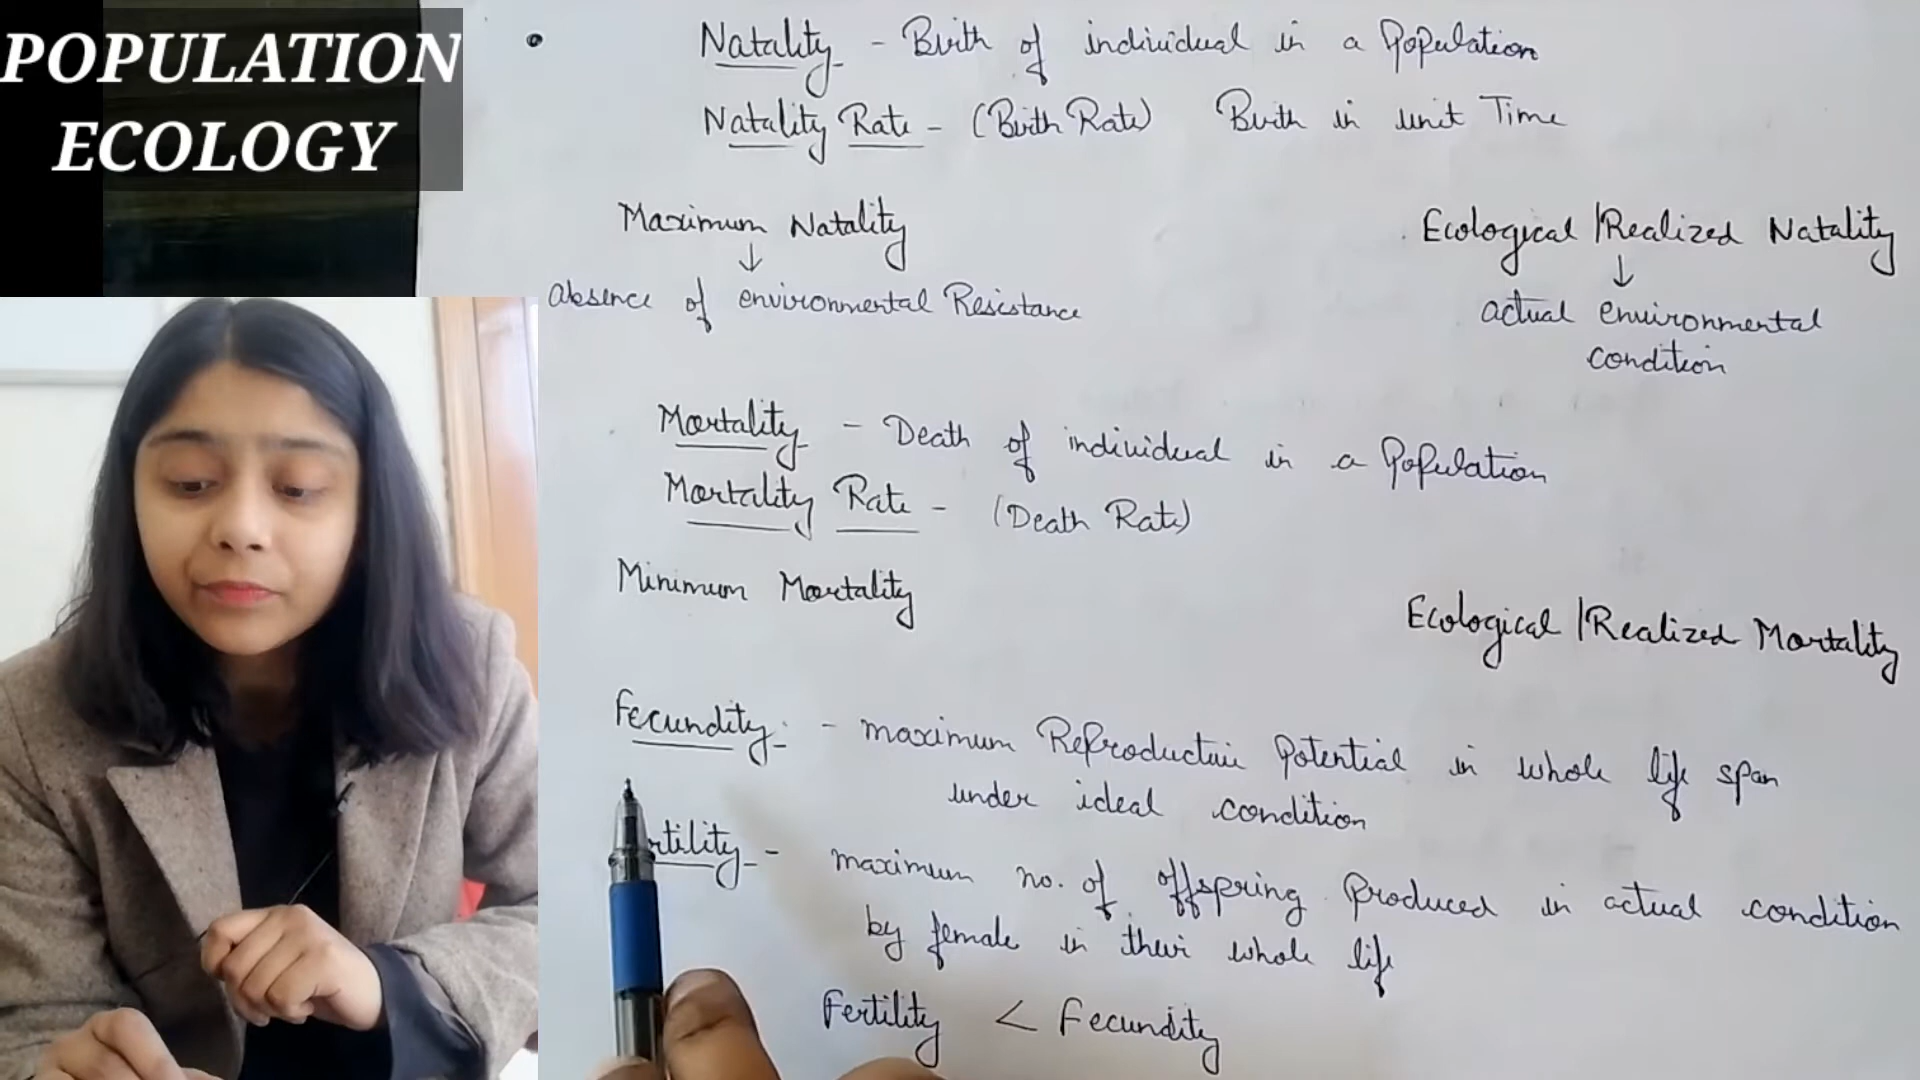 POPULATION
ECOLOGY
Natality - Birth of individual in a Population
Natality Rate - (Birth Rate) Birth in unit Time
Maximum Natality
↓
absence of environmental Resistance
Ecological/Realized Natality
↓
actual environmental
condition
Mortality - Death of individual in a Population
Mortality Rate - (Death Rate)
Minimum Mortality
Ecological/Realized Mortality
Fecundity - maximum Reproductive Potential in whole life span
under ideal condition
rtility - maximum no. of offspring Produced in actual condition
by female in their whole life
Fertility < Fecundity